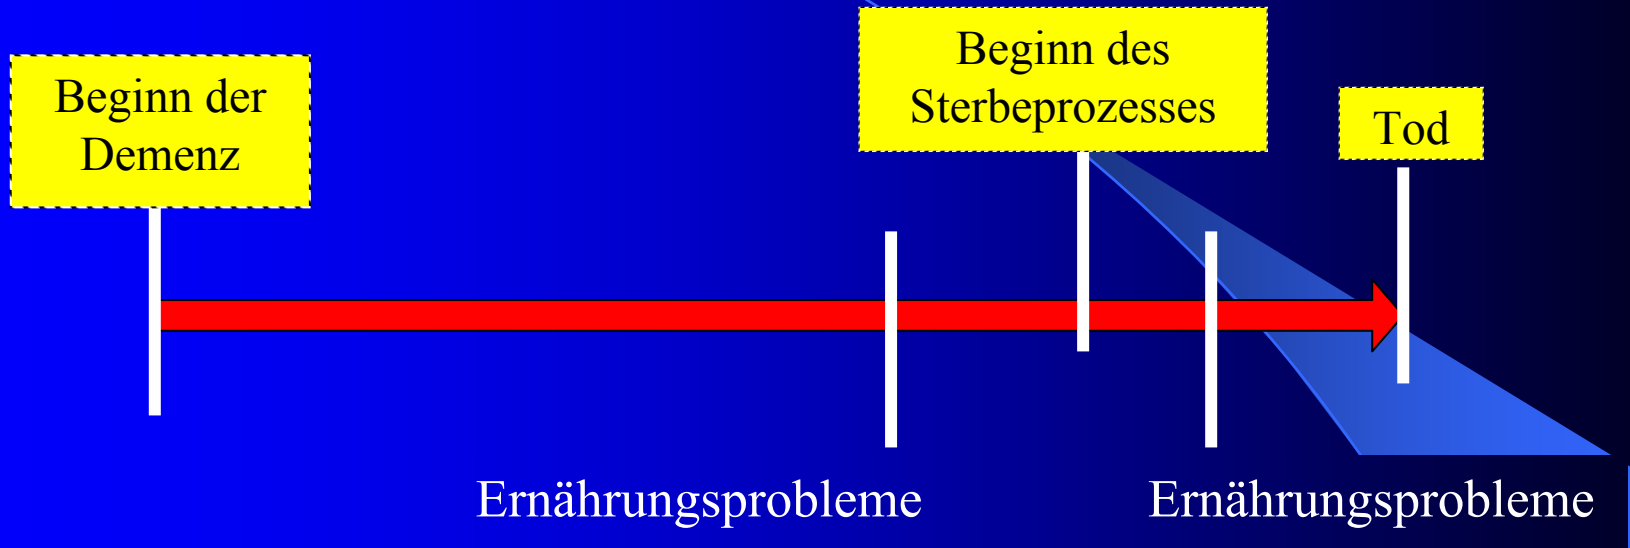 Beginn der
Demenz
Beginn des
Sterbeprozesses
Tod
Ernährungsprobleme
Ernährungsprobleme